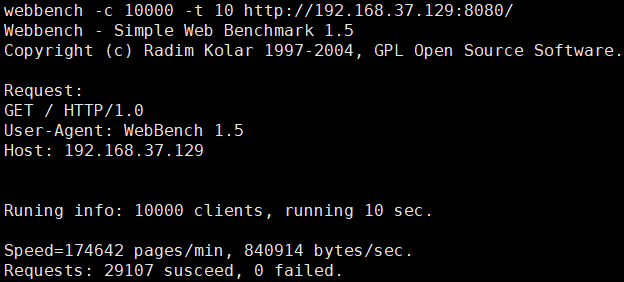 webbench -c 10000 -t 10 http://192.168.37.129:8080/
Webbench - Simple Web Benchmark 1.5
Copyright (c) Radim Kolar 1997-2004, GPL Open Source Software.
Request:
GET / HTTP/1.0
User-Agent: WebBench 1.5
Host: 192.168.37.129
Runing info: 10000 clients, running 10 sec.
Speed=174642 pages/min, 840914 bytes/sec.
Requests: 29107 susceed, 0 failed.